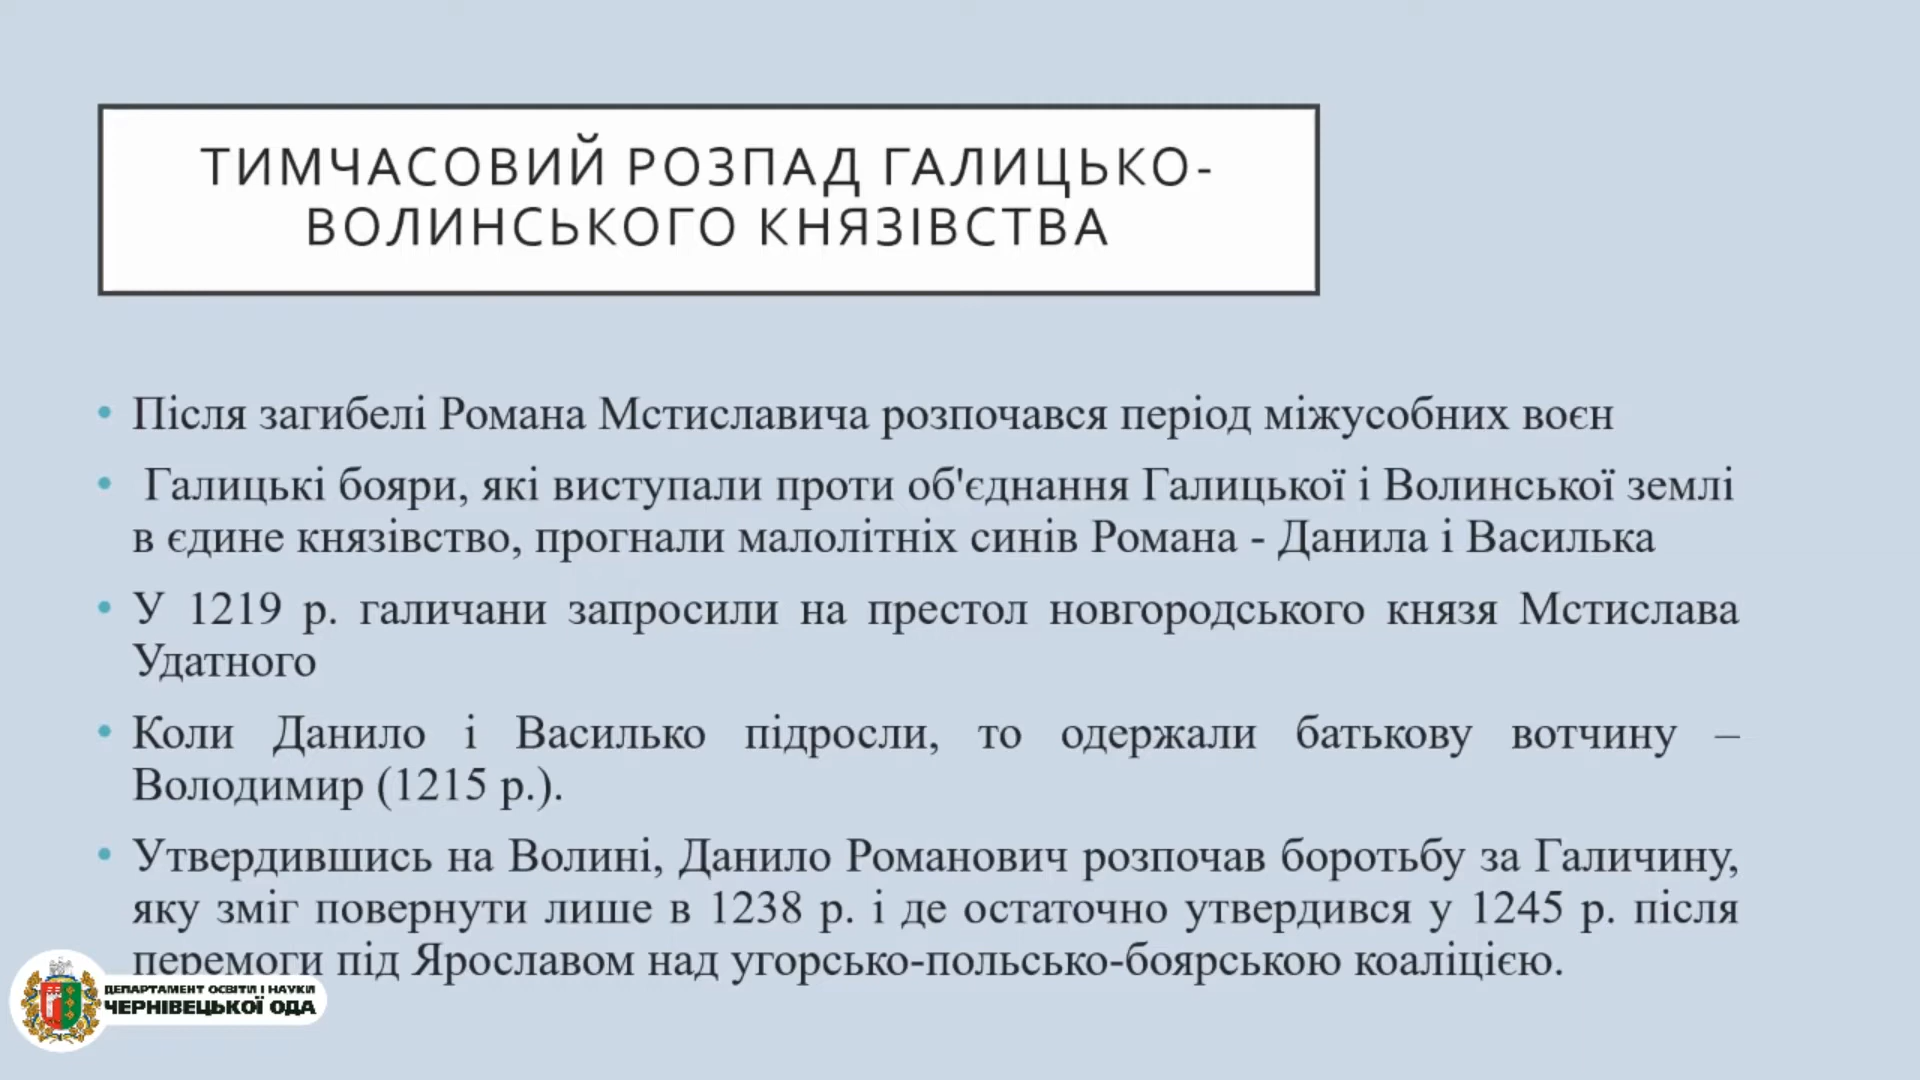 ТИМЧАСОВИЙ РОЗПАД ГАЛИЦЬКО-
ВОЛИНСЬКОГО КНЯЗІВСТВА
• Після загибелі Романа Мстиславича розпочався період міжусобних воєн
• Галицькі бояри, які виступали проти об'єднання Галицької і Волинської землі
в єдине князівство, прогнали малолітніх синів Романа - Данила і Василька
• У 1219 р. галичани запросили на престол новгородського князя Мстислава
Удатного
• Коли Данило і Василько підросли, то одержали батькову вотчину –
Володимир (1215 р.).
• Утвердившись на Волині, Данило Романович розпочав боротьбу за Галичину,
яку зміг повернути лише в 1238 р. і де остаточно утвердився у 1245 р. після
перемоги під Ярославом над угорсько-польсько-боярською коаліцією.
ДЕПАРТАМЕНТ ОСВІТИ І НАУКИ
ЧЕРНІВЕЦЬКОЇ ОДА